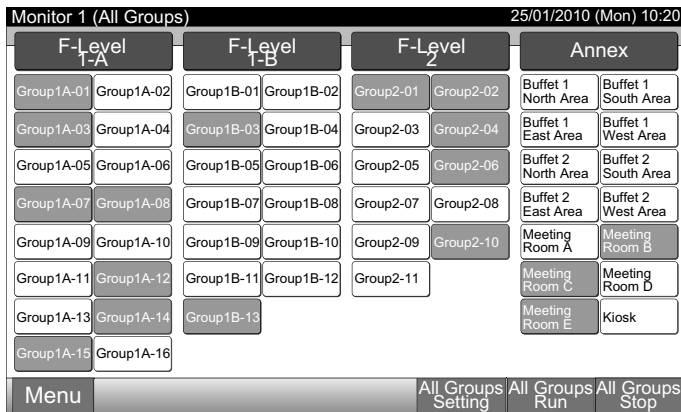 Monitor 1 (All Groups) 25/01/2010 (Mon) 10:20
F-Level
1-A
F-Level
1-B
F-Level
2
Annex
Group1A-01 Group1A-02
Group1A-03 Group1A-04
Group1A-05 Group1A-06
Group1A-07 Group1A-08
Group1A-09 Group1A-10
Group1A-11 Group1A-12
Group1A-13 Group1A-14
Group1A-15 Group1A-16
Group1B-01 Group1B-02
Group1B-03 Group1B-04
Group1B-05 Group1B-06
Group1B-07 Group1B-08
Group1B-09 Group1B-10
Group1B-11 Group1B-12
Group1B-13
Group2-01 Group2-02
Group2-03 Group2-04
Group2-05 Group2-06
Group2-07 Group2-08
Group2-09 Group2-10
Group2-11
Buffet 1
North Area
Buffet 1
South Area
Buffet 1
East Area
Buffet 1
West Area
Buffet 2
North Area
Buffet 2
South Area
Buffet 2
East Area
Buffet 2
West Area
Meeting
Room A
Meeting
Room B
Meeting
Room C
Meeting
Room D
Meeting
Room E
Kiosk
Menu
All Groups
Setting
All Groups
Run
All Groups
Stop